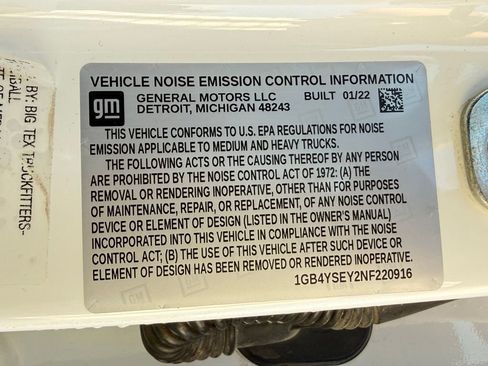 VEHICLE NOISE EMISSION CONTROL INFORMATION
gm
GENERAL MOTORS LLC BUILT 01/22
DETROIT, MICHIGAN 48243
THIS VEHICLE CONFORMS TO U.S. EPA REGULATIONS FOR NOISE
EMISSION APPLICABLE TO MEDIUM AND HEAVY TRUCKS.
THE FOLLOWING ACTS OR THE CAUSING THEREOF BY ANY PERSON
ARE PROHIBITED BY THE NOISE CONTROL ACT OF 1972: (A) THE
REMOVAL OR RENDERING INOPERATIVE, OTHER THAN FOR PURPOSES
OF MAINTENANCE, REPAIR, OR REPLACEMENT, OF ANY NOISE CONTROL
DEVICE OR ELEMENT OF DESIGN (LISTED IN THE OWNER'S MANUAL)
INCORPORATED INTO THIS VEHICLE IN COMPLIANCE WITH THE NOISE
CONTROL ACT; (B) THE USE OF THIS VEHICLE AFTER SUCH DEVICE OR
ELEMENT OF DESIGN HAS BEEN REMOVED OR RENDERED INOPERATIVE.
1GB4YSEY2NF220916
BY: BIG TEX TRUCKFITTERS-